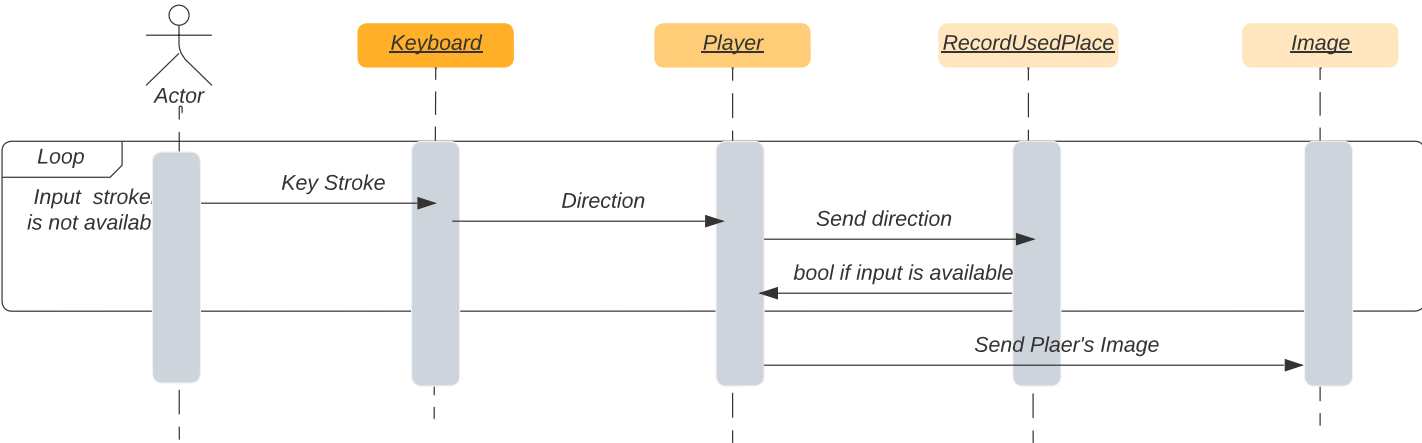 Keyboard
Player
RecordUsedPlace
Image
Actor
Loop
Input stroke
is not availab
Key Stroke
Direction
Send direction
bool if input is available
Send Plaer's Image